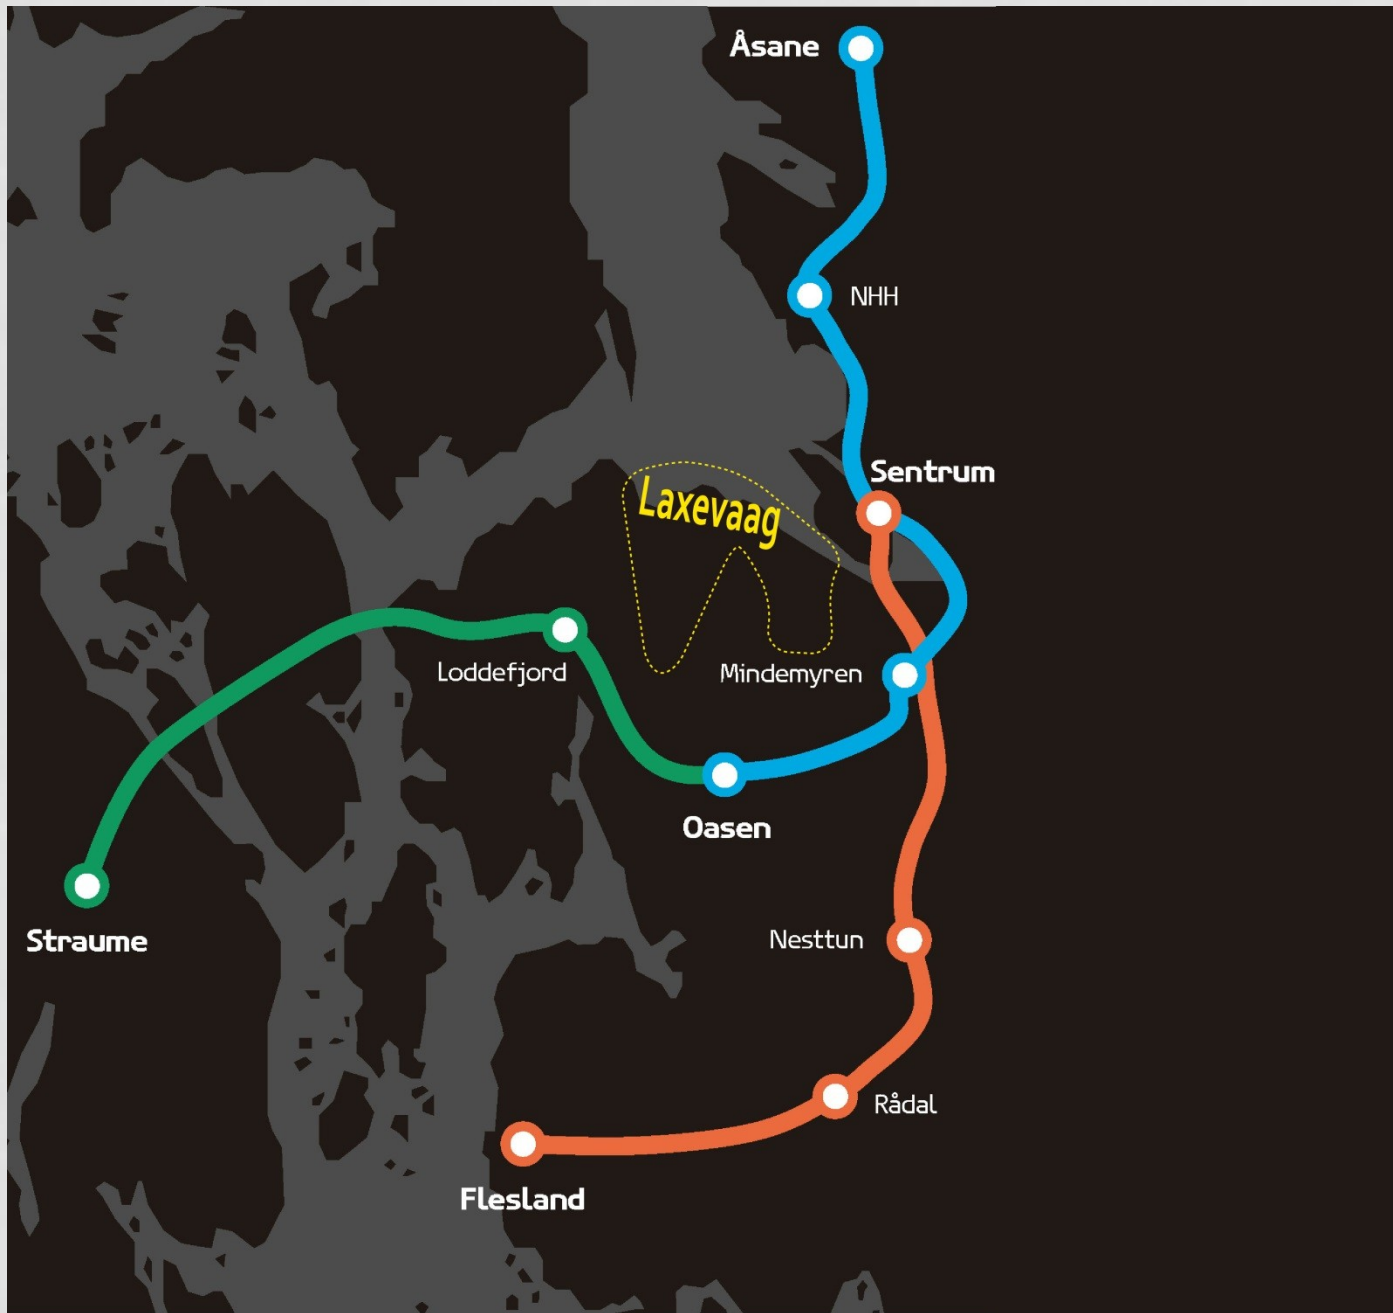 Åsane
NHH
Sentrum
Laxevaag
Loddefjord
Mindemyren
Oasen
Straume
Nesttun
Rådal
Flesland